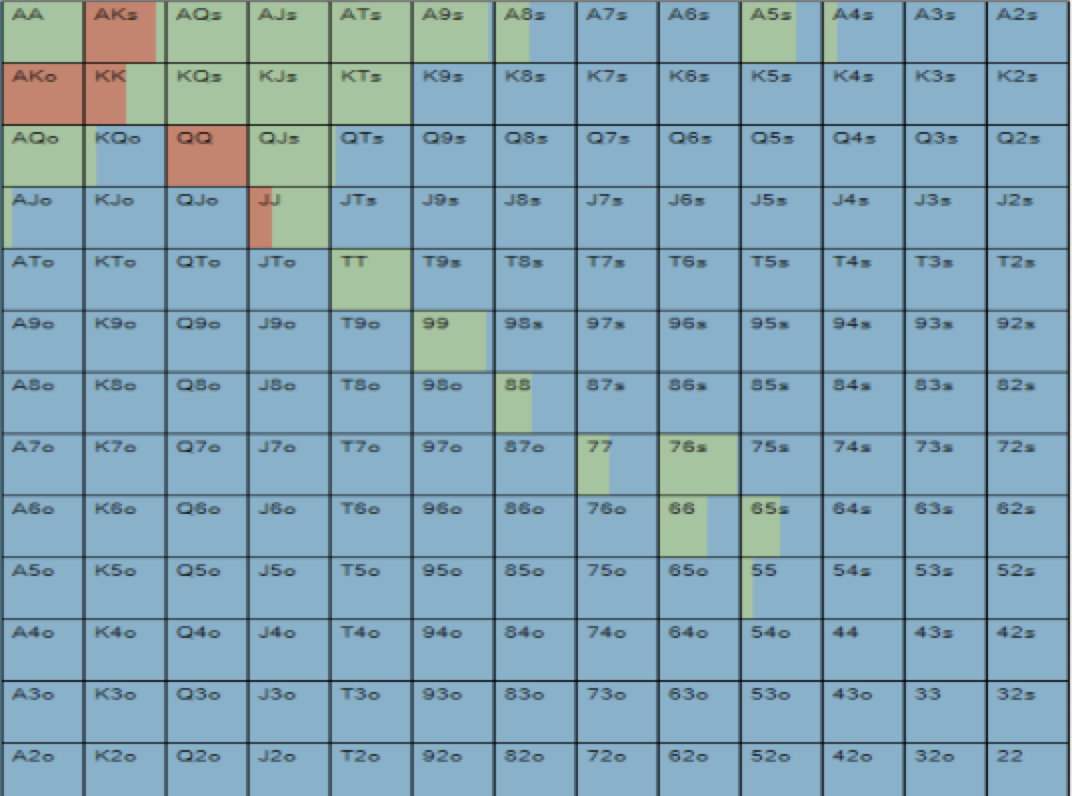 AA AKs AQs AJs ATs A9s A8s A7s A6s A5s A4s A3s A2s
AKo KK KQs KJs KTs K9s K8s K7s K6s K5s K4s K3s K2s
AQo KQo QQ QJs QTs Q9s Q8s Q7s Q6s Q5s Q4s Q3s Q2s
AJo KJo QJo JJ JTs J9s J8s J7s J6s J5s J4s J3s J2s
ATo KTo QTo JTo TT T9s T8s T7s T6s T5s T4s T3s T2s
A9o K9o Q9o J9o T9o 99 98s 97s 96s 95s 94s 93s 92s
A8o K8o Q8o J8o T8o 98o 88 87s 86s 85s 84s 83s 82s
A7o K7o Q7o J7o T7o 97o 87o 77 76s 75s 74s 73s 72s
A6o K6o Q6o J6o T6o 96o 86o 76o 66 65s 64s 63s 62s
A5o K5o Q5o J5o T5o 95o 85o 75o 65o 55 54s 53s 52s
A4o K4o Q4o J4o T4o 94o 84o 74o 64o 54o 44 43s 42s
A3o K3o Q3o J3o T3o 93o 83o 73o 63o 53o 43o 33 32s
A2o K2o Q2o J2o T2o 92o 82o 72o 62o 52o 42o 32o 22